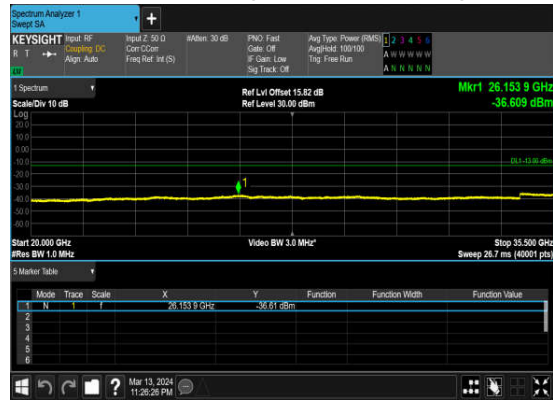 Spectrum Analyzer 1
Swept SA
KEYSIGHT Input: RF Input Z: 50 Ω #Atten: 30 dB PNO: Fast Avg Type: Power (RMS) 1 2 3 4 5 6
R T Coupling: DC Corr CCorr Gate: Off Avg|Hold: 100/100 A W W W W W
Align: Auto Freq Ref: Int (S) IF Gain: Low Trig: Free Run
Sig Track: Off A N N N N N
1 Spectrum Ref Lvl Offset 15.82 dB Mkr1 26.153 9 GHz
Scale/Div 10 dB Ref Level 30.00 dBm -36.609 dBm
Log
20.0
10.0
0.00
-10.0
DL1 -13.00 dBm
-20.0
-30.0
1
-40.0
-50.0
-60.0
Start 20.000 GHz Video BW 3.0 MHz* Stop 35.500 GHz
#Res BW 1.0 MHz Sweep 26.7 ms (40001 pts)
5 Marker Table
Mode Trace Scale X Y Function Function Width Function Value
1 N 1 f 26.153 9 GHz -36.61 dBm
2
3
4
5
6
? Mar 13, 2024
11:26:26 PM